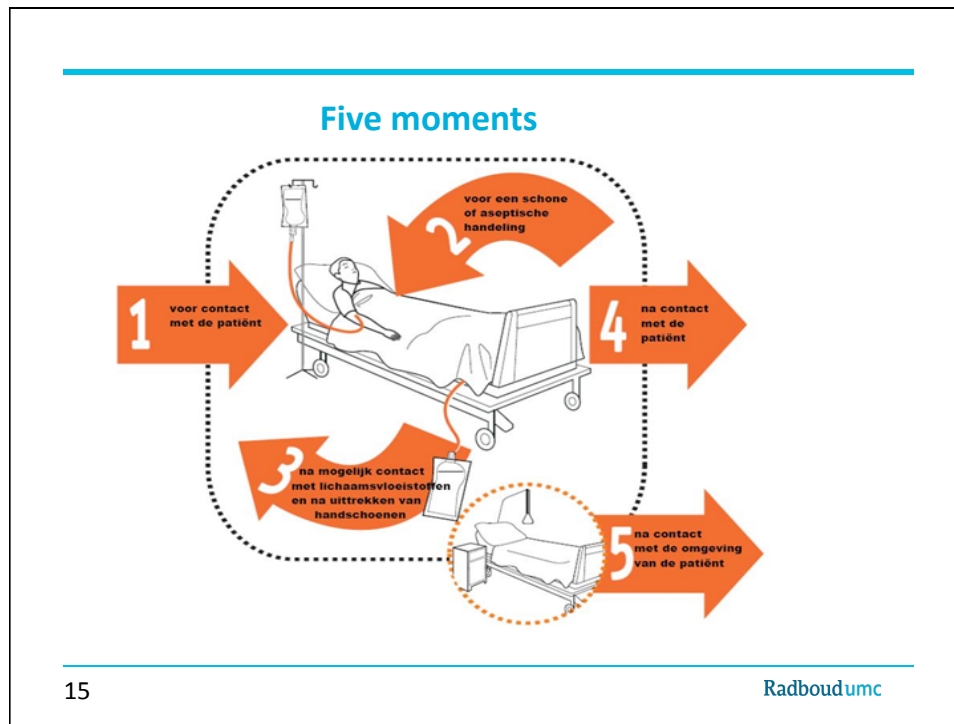 Five moments
1
voor contact
met de patiënt
2
voor een schone
of aseptische
handeling
3
na mogelijk contact
met lichaamsvloeistoffen
en na uittrekken van
handschoenen
4
na contact
met de
patiënt
5
na contact
met de omgeving
van de patiënt
15
Radboudumc